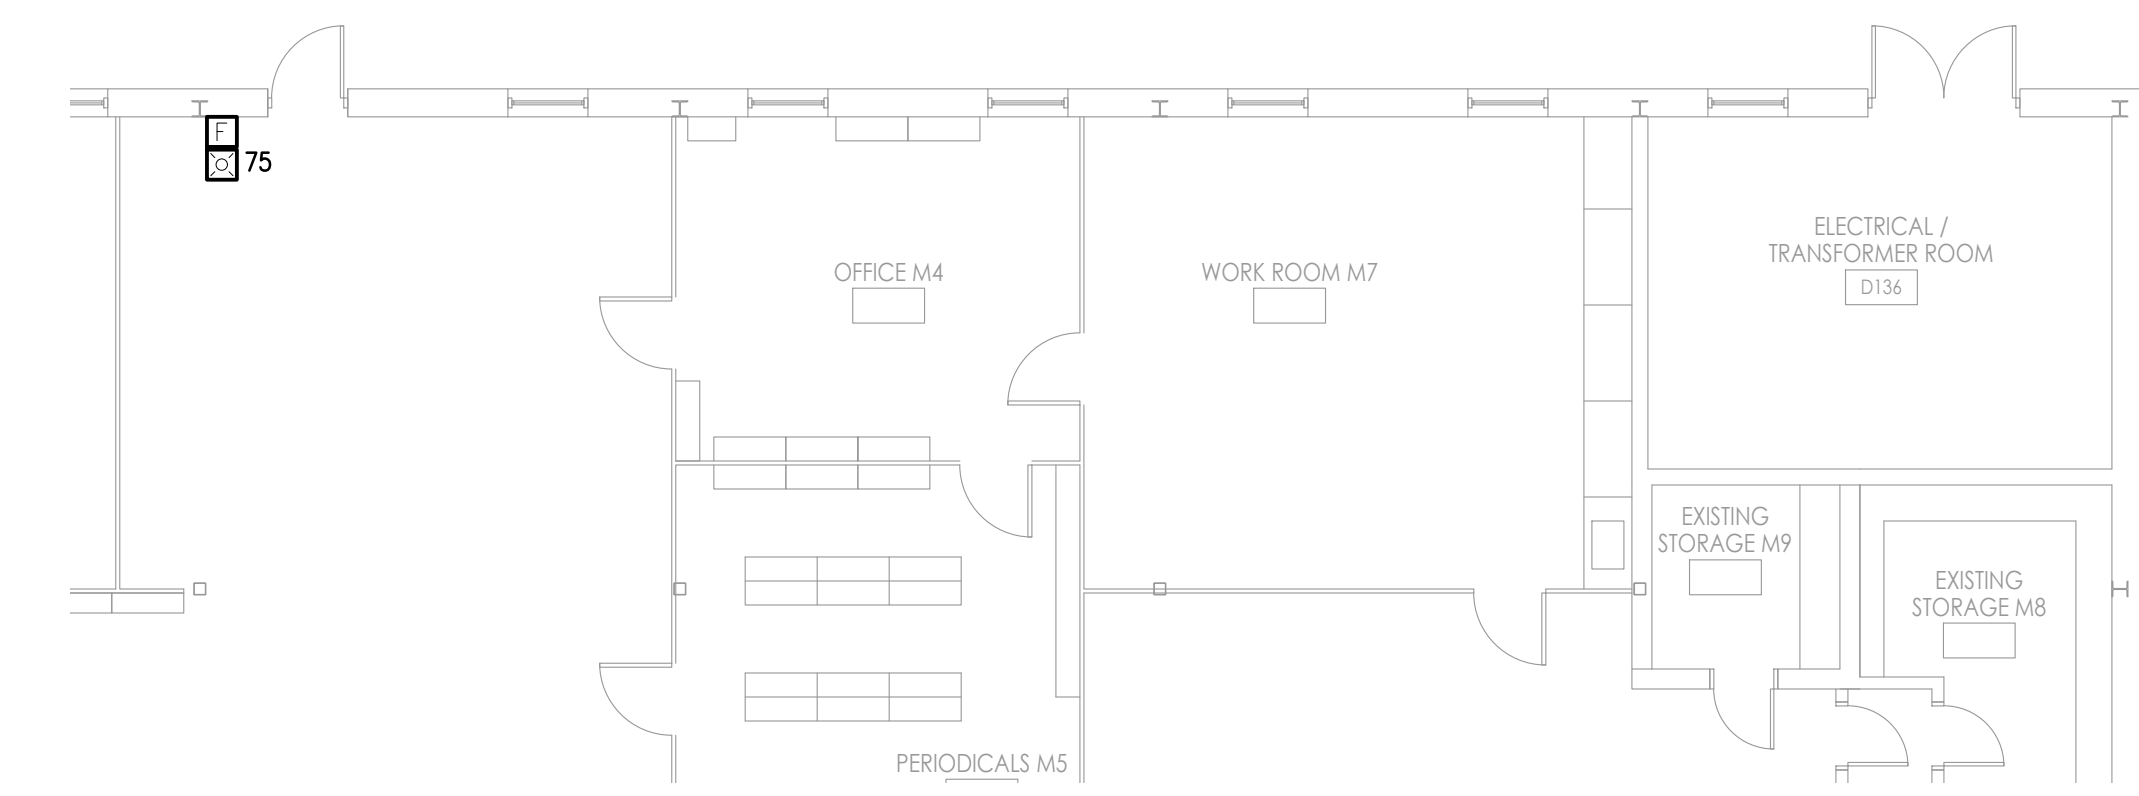 F
75
ELECTRICAL /
TRANSFORMER ROOM
D136
OFFICE M4
WORK ROOM M7
EXISTING
STORAGE M9
EXISTING
STORAGE M8
PERIODICALS M5